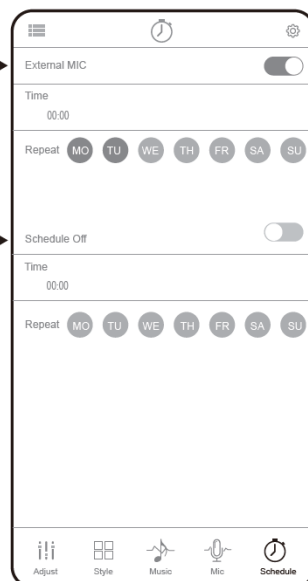 External MIC
Time
00:00
Repeat MO TU WE TH FR SA SU
Schedule Off
Time
00:00
Repeat MO TU WE TH FR SA SU
Adjust Style Music Mic Schedule